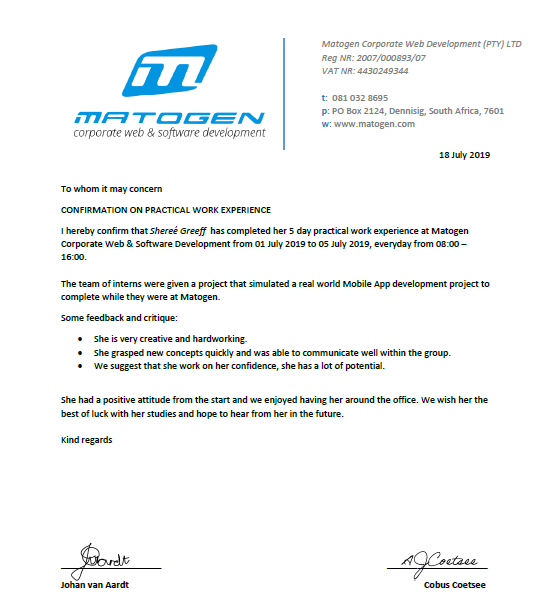 Matogen Corporate Web Development (PTY) LTD
Reg NR: 2007/000893/07
VAT NR: 4430249344
MATOGEN
corporate web & software development
t: 081 032 8695
p: PO Box 2124, Dennisig, South Africa, 7601
w: www.matogen.com
18 July 2019
To whom it may concern
CONFIRMATION ON PRACTICAL WORK EXPERIENCE
I hereby confirm that Shereé Greeff has completed her 5 day practical work experience at Matogen
Corporate Web & Software Development from 01 July 2019 to 05 July 2019, everyday from 08:00 –
16:00.
The team of interns were given a project that simulated a real world Mobile App development project to
complete while they were at Matogen.
Some feedback and critique:
• She is very creative and hardworking.
• She grasped new concepts quickly and was able to communicate well within the group.
• We suggest that she work on her confidence, she has a lot of potential.
She had a positive attitude from the start and we enjoyed having her around the office. We wish her the
best of luck with her studies and hope to hear from her in the future.
Kind regards
AJCoetsee
Johan van Aardt
Cobus Coetsee